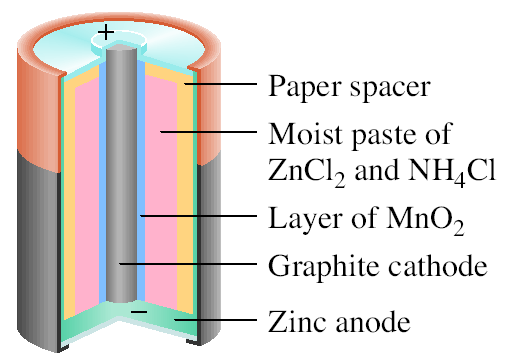 +
Paper spacer
Moist paste of
ZnCl₂ and NH₄Cl
Layer of MnO₂
Graphite cathode
−
Zinc anode